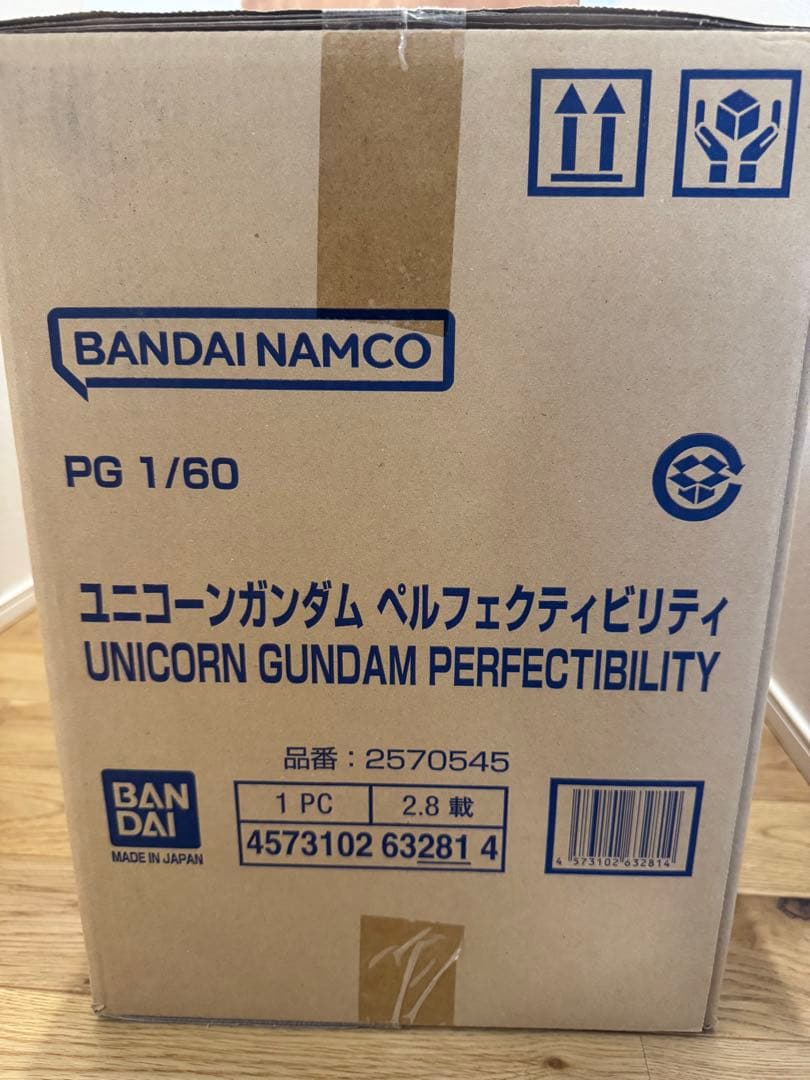 BANDAI NAMCO
PG 1/60
ユニコーンガンダム ペルフェクティビリティ
UNICORN GUNDAM PERFECTIBILITY
品番：2570545
BAN
DAI
MADE IN JAPAN
1 PC 2.8 載
4573102 63281 4
4 573102 632814